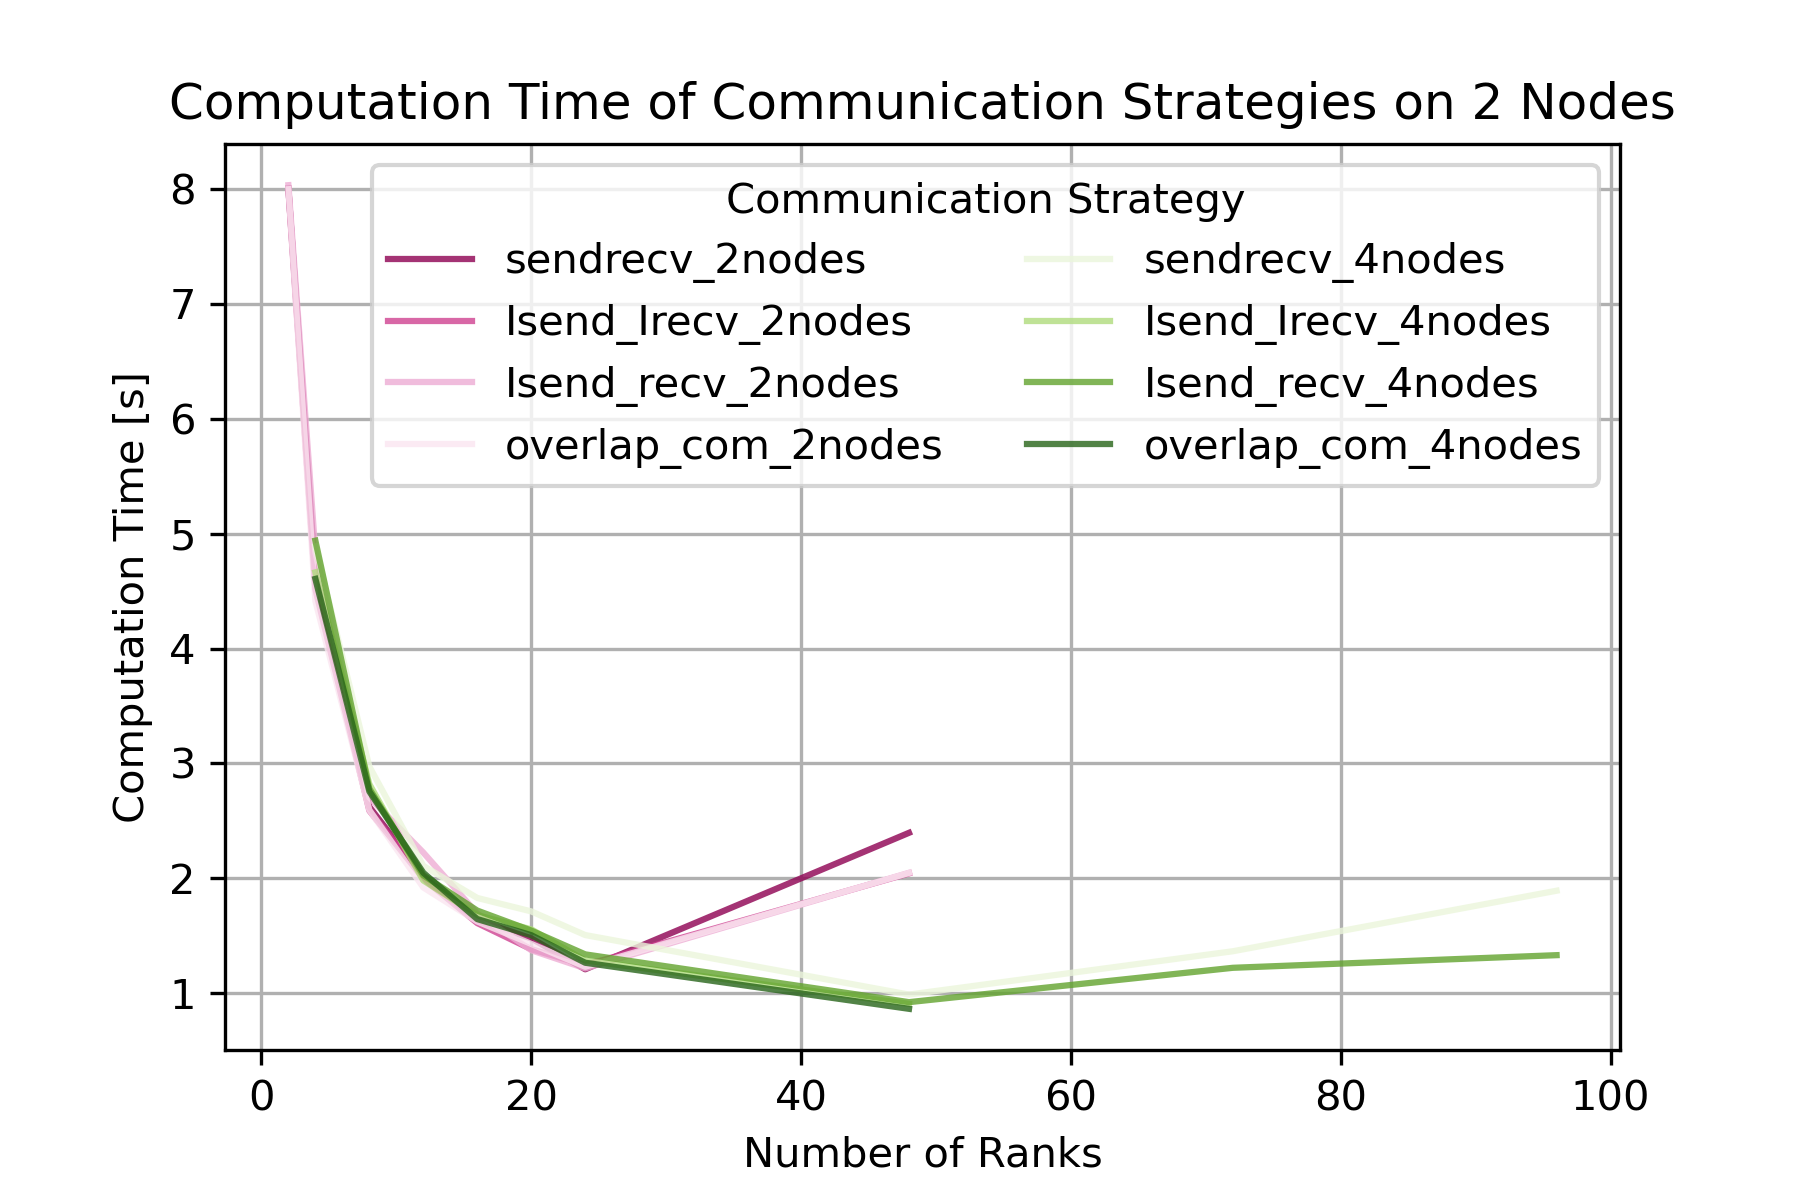 Computation Time of Communication Strategies on 2 Nodes
Communication Strategy
sendrecv_2nodes
Isend_Irecv_2nodes
Isend_recv_2nodes
overlap_com_2nodes
sendrecv_4nodes
Isend_Irecv_4nodes
Isend_recv_4nodes
overlap_com_4nodes
Computation Time [s]
8
7
6
5
4
3
2
1
0 20 40 60 80 100
Number of Ranks